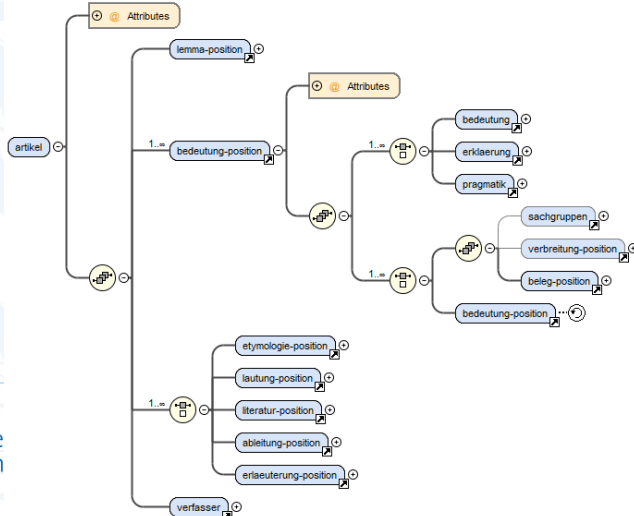 @ Attributes
lemma-position
@ Attributes
artikel
1..∞ bedeutung-position
1..∞
bedeutung
erklaerung
pragmatik
sachgruppen
verbreitung-position
1..∞
beleg-position
bedeutung-position
etymologie-position
lautung-position
1..∞
literatur-position
ableitung-position
erlaeuterung-position
verfasser